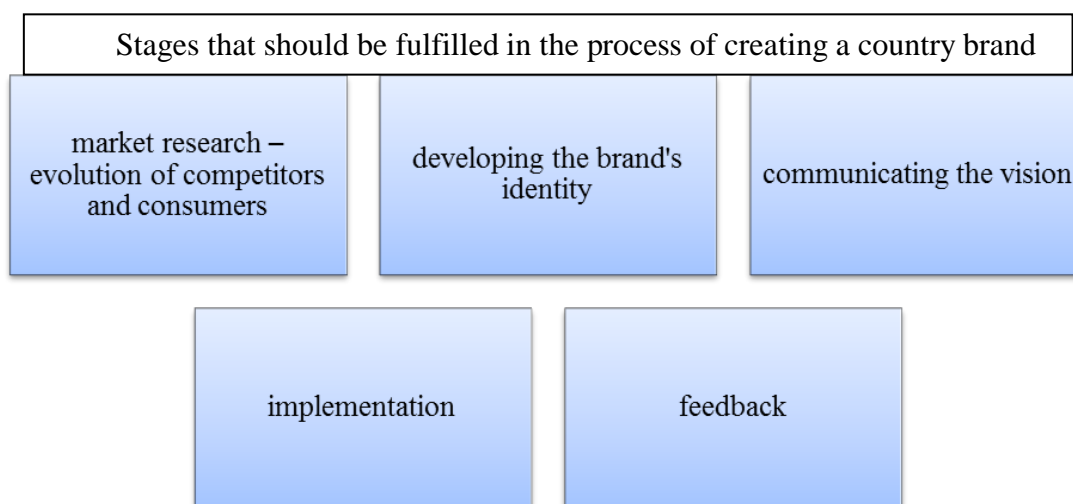 Stages that should be fulfilled in the process of creating a country brand
market research –
evolution of competitors
and consumers
developing the brand's
identity
communicating the vision
implementation
feedback